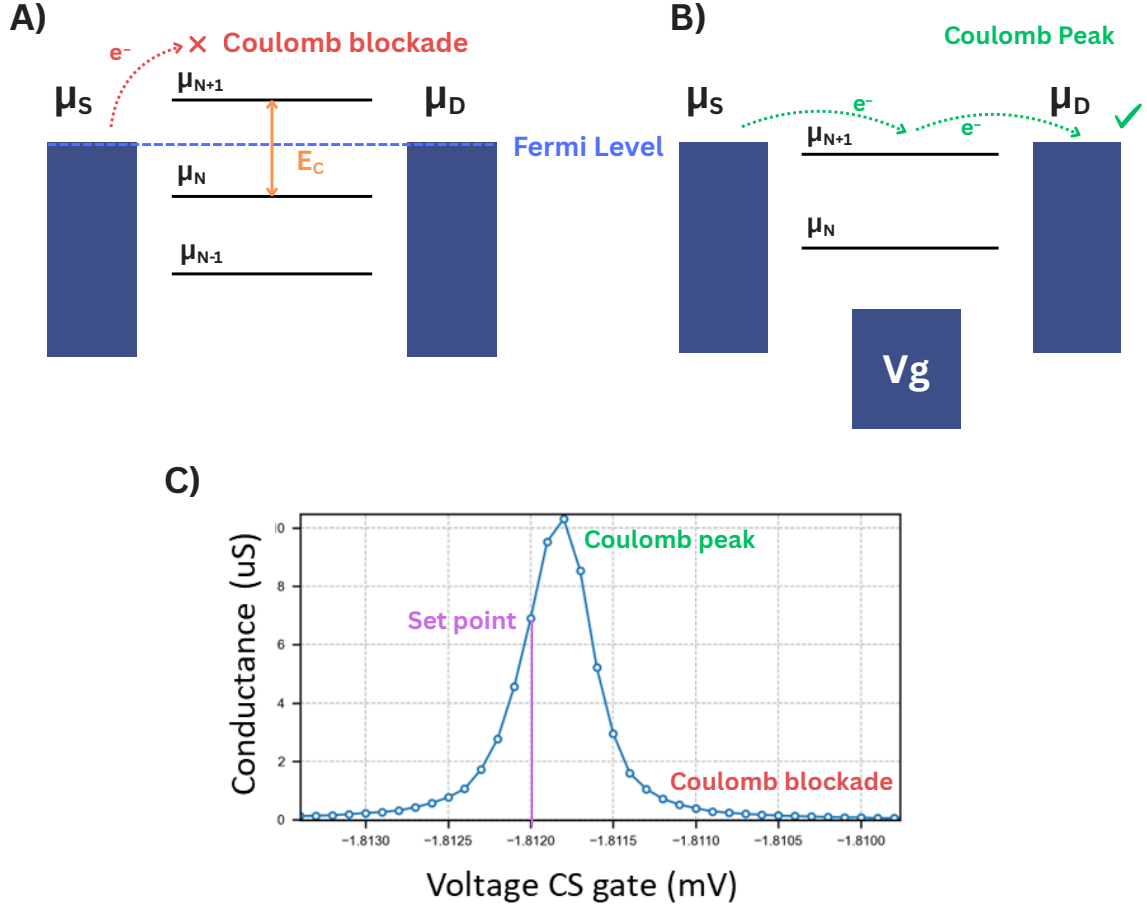 A)
Coulomb blockade
e⁻
μN+1
μS
μD
Fermi Level
μN
EC
μN-1
B)
Coulomb Peak
μS
e⁻
e⁻
μD
μN+1
μN
Vg
C)
Conductance (uS)
10
8
6
4
2
0
Coulomb peak
Set point
Coulomb blockade
−1.8130 −1.8125 −1.8120 −1.8115 −1.8110 −1.8105 −1.8100
Voltage CS gate (mV)